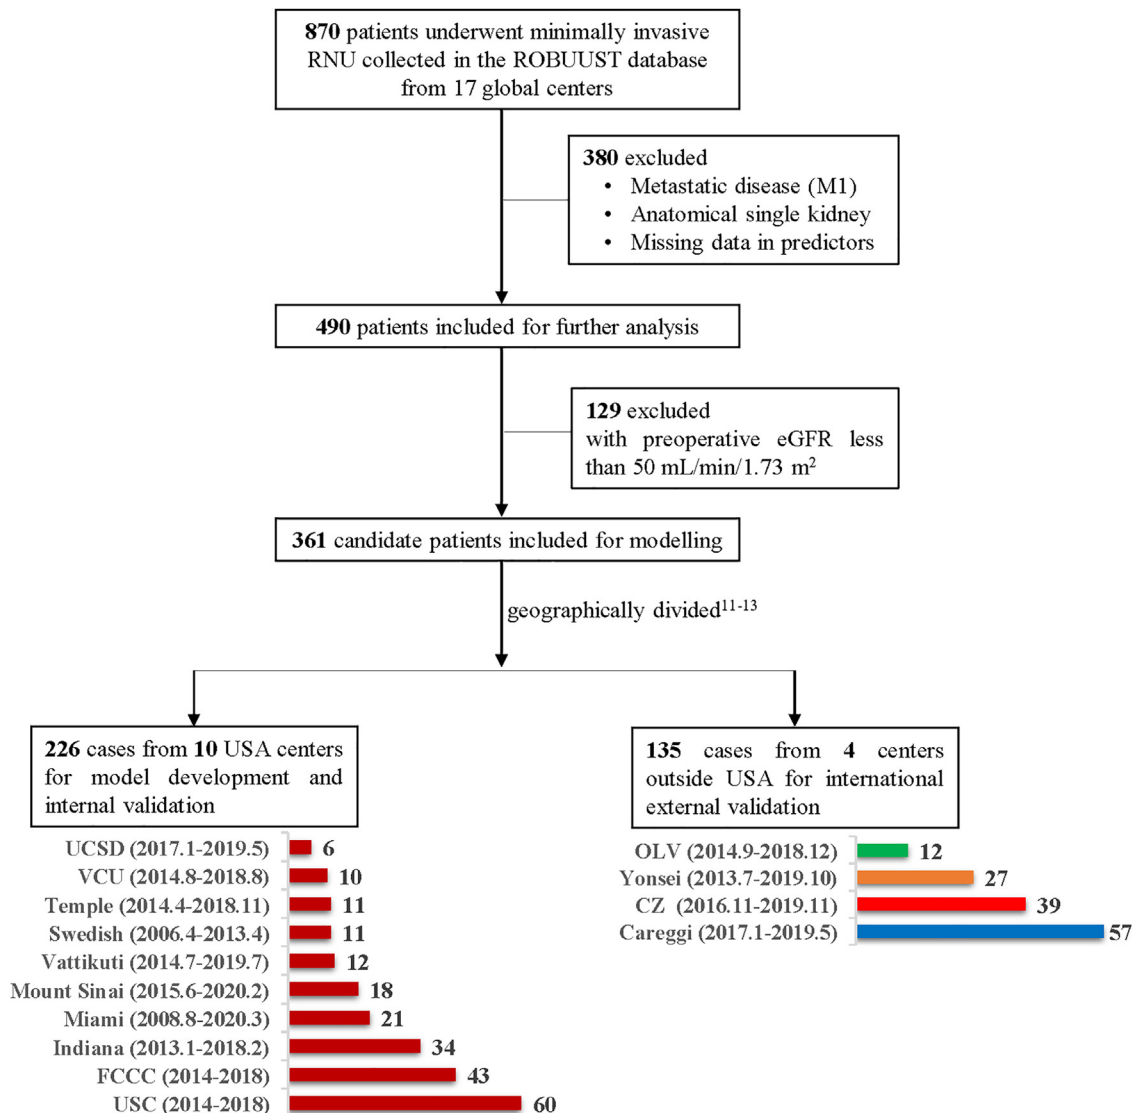 870 patients underwent minimally invasive
RNU collected in the ROBUUST database
from 17 global centers
380 excluded
• Metastatic disease (M1)
• Anatomical single kidney
• Missing data in predictors
490 patients included for further analysis
129 excluded
with preoperative eGFR less
than 50 mL/min/1.73 m²
361 candidate patients included for modelling
geographically divided¹¹⁻¹³
226 cases from 10 USA centers
for model development and
internal validation
UCSD (2017.1-2019.5) 6
VCU (2014.8-2018.8) 10
Temple (2014.4-2018.11) 11
Swedish (2006.4-2013.4) 11
Vattikuti (2014.7-2019.7) 12
Mount Sinai (2015.6-2020.2) 18
Miami (2008.8-2020.3) 21
Indiana (2013.1-2018.2) 34
FCCC (2014-2018) 43
USC (2014-2018) 60
135 cases from 4 centers
outside USA for international
external validation
OLV (2014.9-2018.12) 12
Yonsei (2013.7-2019.10) 27
CZ (2016.11-2019.11) 39
Careggi (2017.1-2019.5) 57